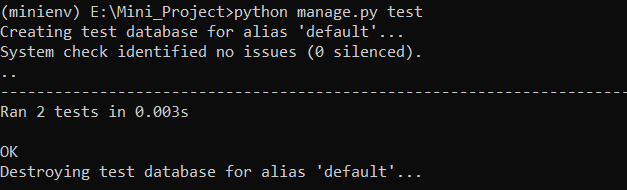 (minienv) E:\Mini_Project>python manage.py test
Creating test database for alias 'default'...
System check identified no issues (0 silenced).
..
----------------------------------------------------------------------
Ran 2 tests in 0.003s

OK
Destroying test database for alias 'default'...